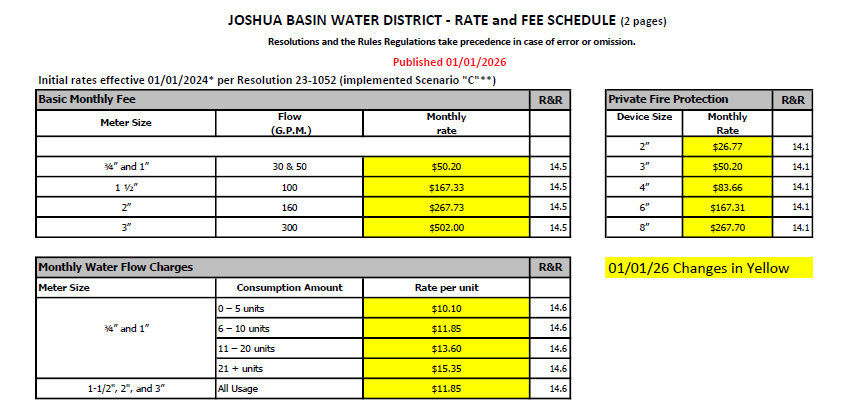 JOSHUA BASIN WATER DISTRICT - RATE and FEE SCHEDULE (2 pages)
Resolutions and the Rules Regulations take precedence in case of error or omission.
Published 01/01/2026
Initial rates effective 01/01/2024* per Resolution 23-1052 (implemented Scenario "C"**)
Basic Monthly Fee R&R
Meter Size Flow (G.P.M.) Monthly rate
¾” and 1” 30 & 50 $50.20 14.5
1 ½” 100 $167.33 14.5
2” 160 $267.73 14.5
3” 300 $502.00 14.5
Private Fire Protection R&R
Device Size Monthly Rate
2” $26.77 14.1
3” $50.20 14.1
4” $83.66 14.1
6” $167.31 14.1
8” $267.70 14.1
Monthly Water Flow Charges R&R
Meter Size Consumption Amount Rate per unit
¾” and 1”
0 – 5 units $10.10 14.6
6 – 10 units $11.85 14.6
11 – 20 units $13.60 14.6
21 + units $15.35 14.6
1-1/2", 2", and 3” All Usage $11.85 14.6
01/01/26 Changes in Yellow